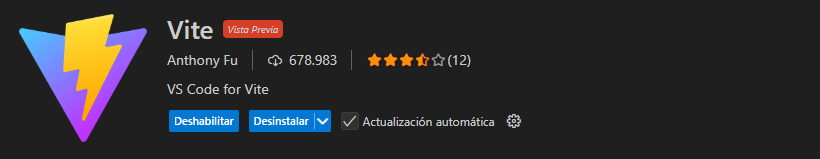 Vite Vista Previa
Anthony Fu 678.983 (12)
VS Code for Vite
Deshabilitar Desinstalar Actualización automática